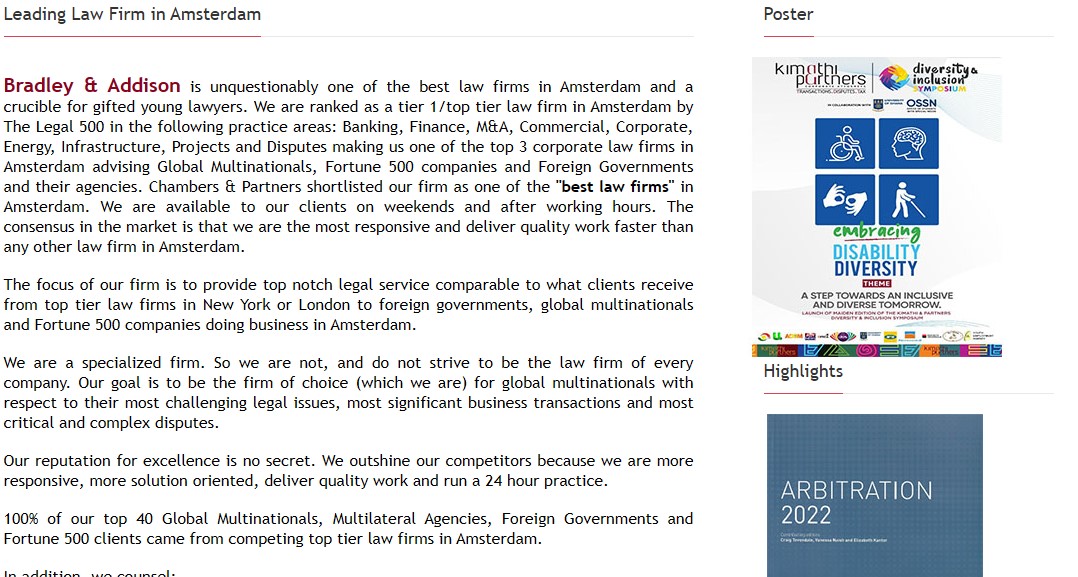 Leading Law Firm in Amsterdam
Bradley & Addison is unquestionably one of the best law firms in Amsterdam and a
crucible for gifted young lawyers. We are ranked as a tier 1/top tier law firm in Amsterdam by
The Legal 500 in the following practice areas: Banking, Finance, M&A, Commercial, Corporate,
Energy, Infrastructure, Projects and Disputes making us one of the top 3 corporate law firms in
Amsterdam advising Global Multinationals, Fortune 500 companies and Foreign Governments
and their agencies. Chambers & Partners shortlisted our firm as one of the "best law firms" in
Amsterdam. We are available to our clients on weekends and after working hours. The
consensus in the market is that we are the most responsive and deliver quality work faster than
any other law firm in Amsterdam.
The focus of our firm is to provide top notch legal service comparable to what clients receive
from top tier law firms in New York or London to foreign governments, global multinationals
and Fortune 500 companies doing business in Amsterdam.
We are a specialized firm. So we are not, and do not strive to be the law firm of every
company. Our goal is to be the firm of choice (which we are) for global multinationals with
respect to their most challenging legal issues, most significant business transactions and most
critical and complex disputes.
Our reputation for excellence is no secret. We outshine our competitors because we are more
responsive, more solution oriented, deliver quality work and run a 24 hour practice.
100% of our top 40 Global Multinationals, Multilateral Agencies, Foreign Governments and
Fortune 500 clients came from competing top tier law firms in Amsterdam.
In addition, we counsel:
Poster
kimathi
partners
TRANSACTIONS.DISPUTES.TAX
diversity &
inclusion
SYMPOSIUM
IN COLLABORATION WITH
OSSN
embracing
DISABILITY
DIVERSITY
THEME
A STEP TOWARDS AN INCLUSIVE
AND DIVERSE TOMORROW.
LAUNCH OF MAIDEN EDITION OF THE KIMATHI & PARTNERS
DIVERSITY & INCLUSION SYMPOSIUM
Highlights
ARBITRATION
2022
Contributing editors
Craig Tevendale, Vanessa Naish and Elizabeth Kantor